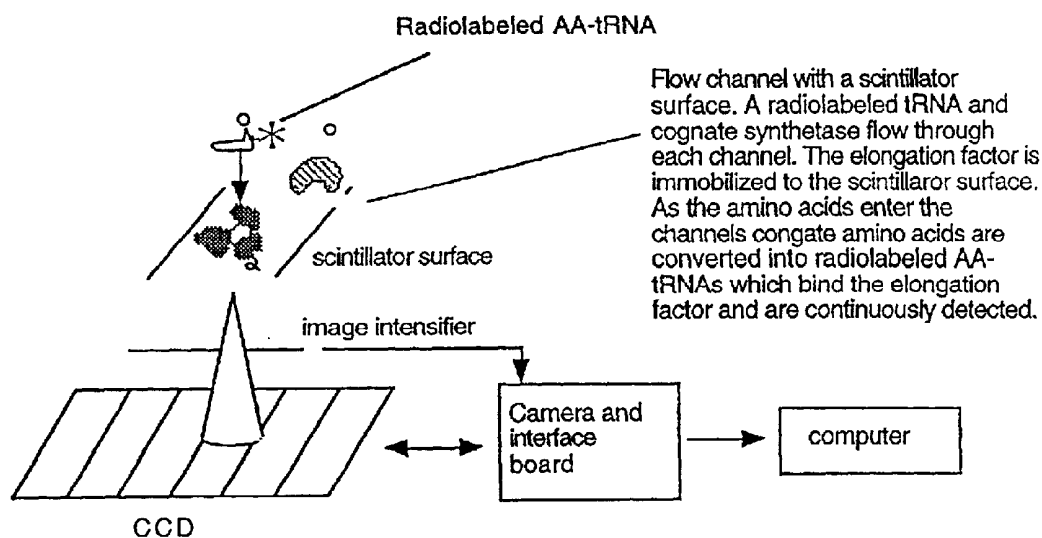 Radiolabeled AA-tRNA
Flow channel with a scintillator
surface. A radiolabeled tRNA and
cognate synthetase flow through
each channel. The elongation factor is
immobilized to the scintillaror surface.
As the amino acids enter the
channels congate amino acids are
converted into radiolabeled AA-
tRNAs which bind the elongation
factor and are continuously detected.
scintillator surface
image intensifier
Camera and
interface
board
computer
CCD